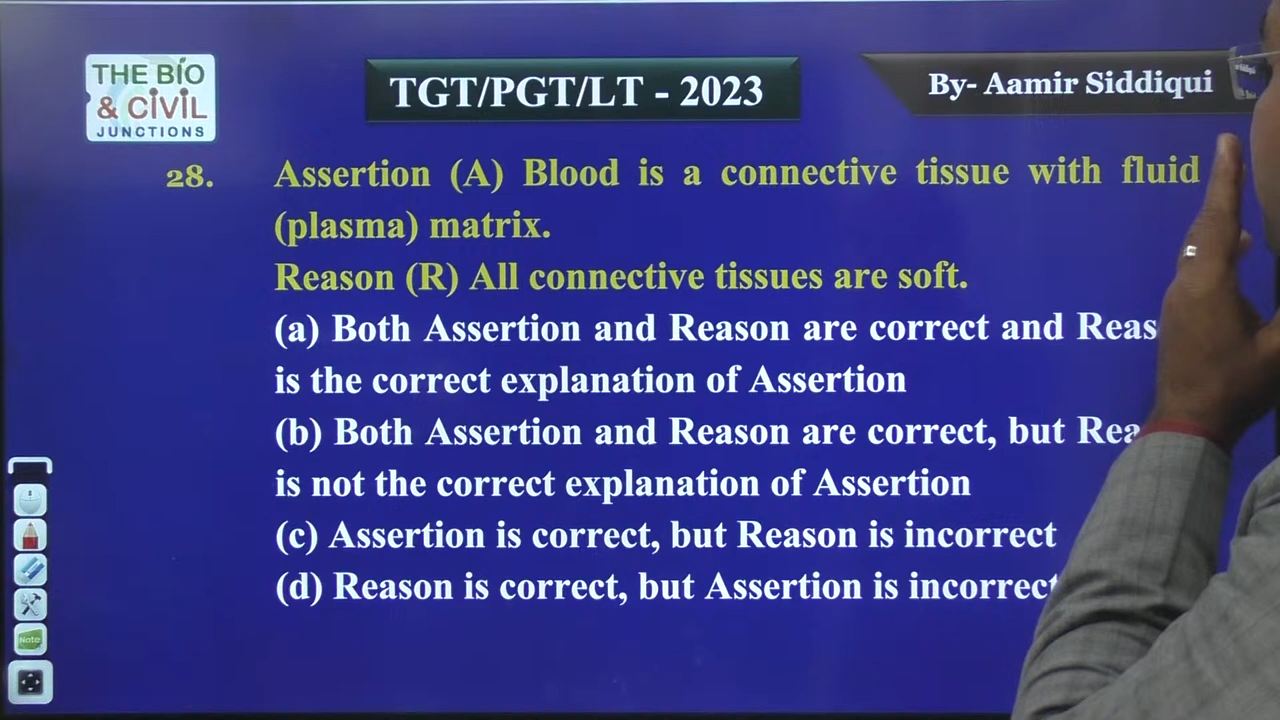 THE BIO
& CIVIL
JUNCTIONS
TGT/PGT/LT - 2023
By- Aamir Siddiqui
28. Assertion (A) Blood is a connective tissue with fluid
(plasma) matrix.
Reason (R) All connective tissues are soft.
(a) Both Assertion and Reason are correct and
is the correct explanation of Assertion
(b) Both Assertion and Reason are correct, but
is not the correct explanation of Assertion
(c) Assertion is correct, but Reason is incorrect
(d) Reason is correct, but Assertion is incorrect
Note